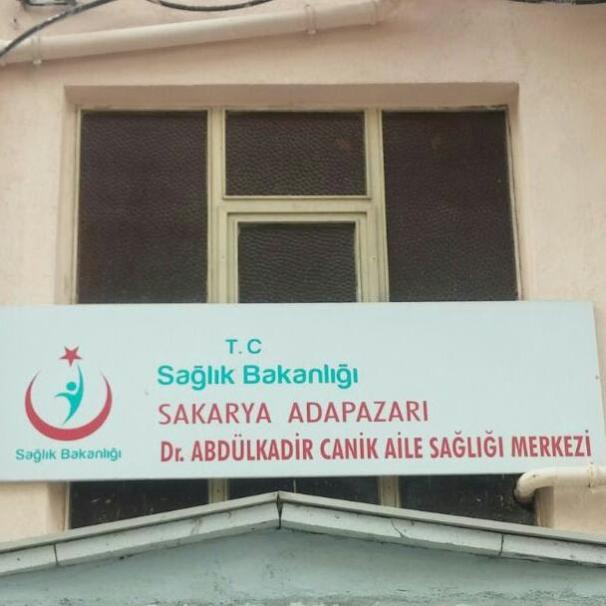 T. C
Sağlık Bakanlığı
SAKARYA ADAPAZARI
Dr. ABDÜLKADİR CANİK AİLE SAĞLIĞI MERKEZİ
Sağlık Bakanlığı